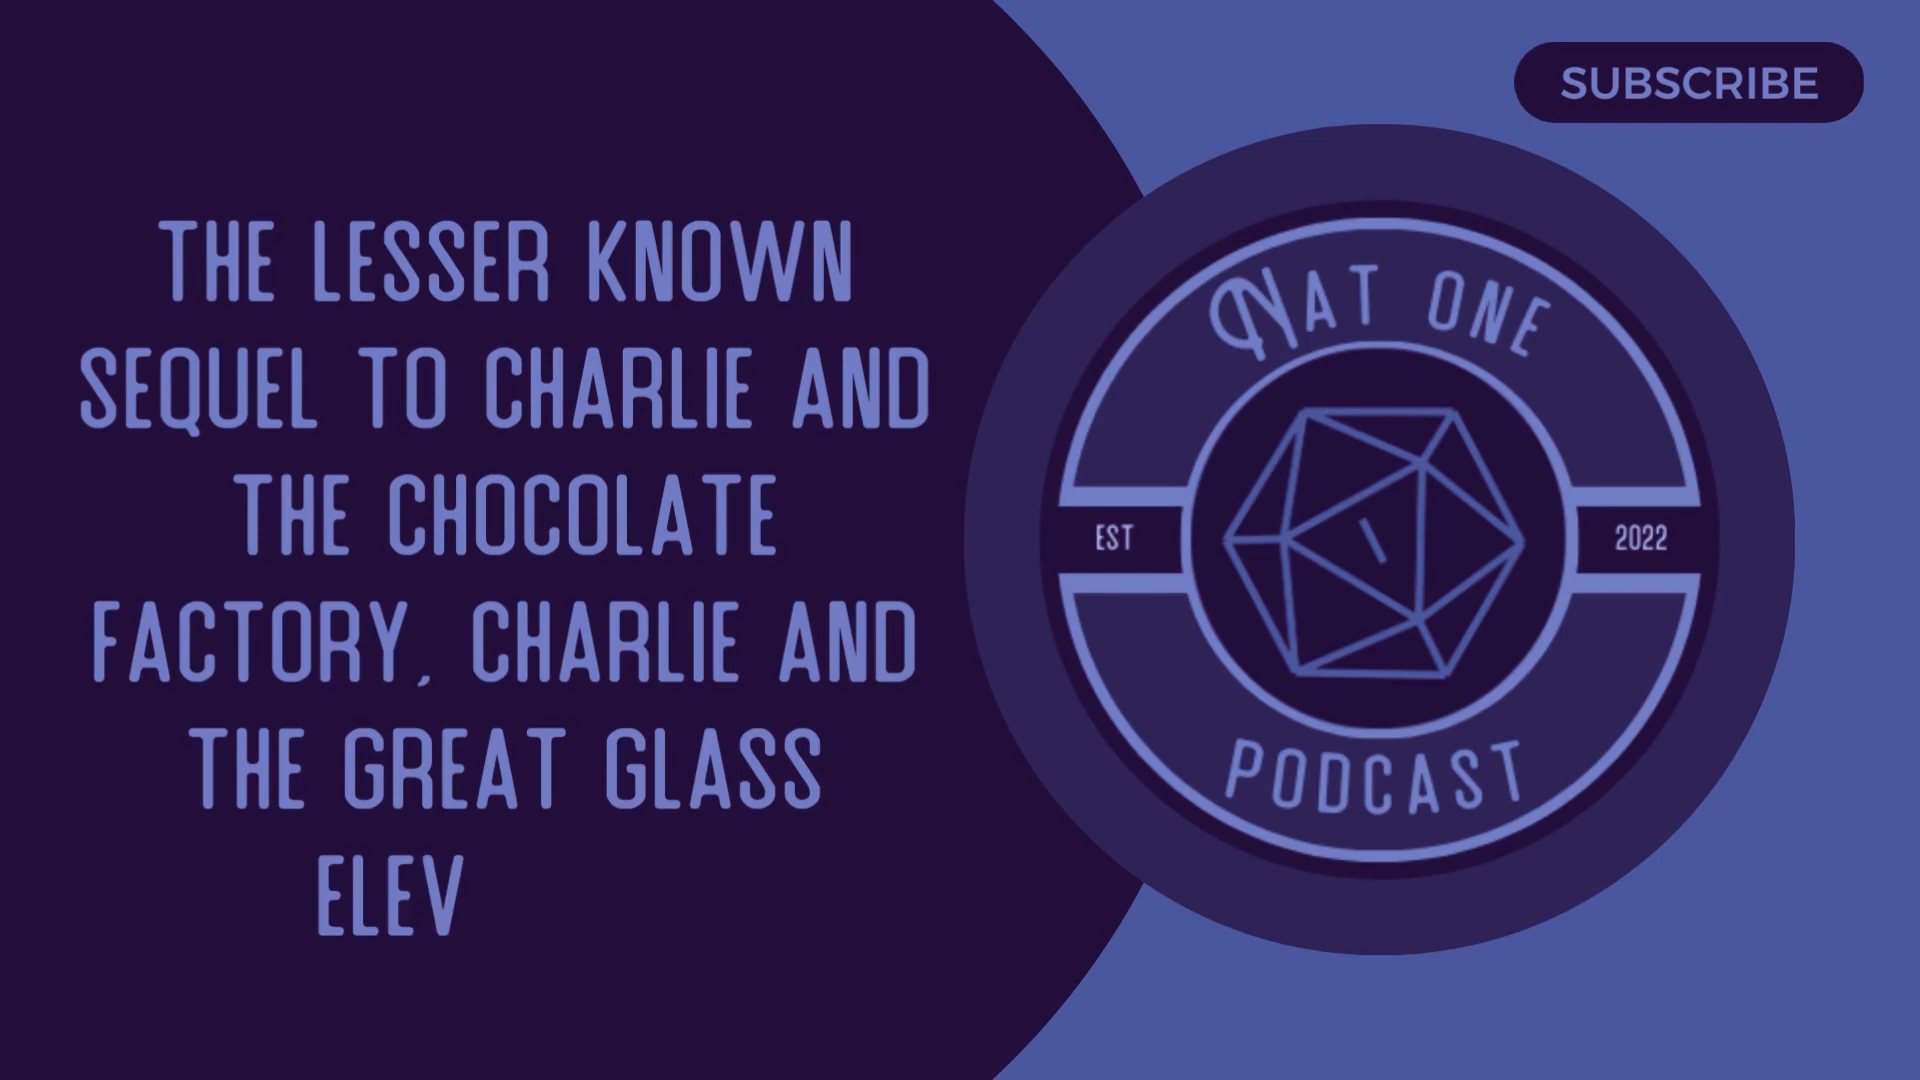 THE LESSER KNOWN
SEQUEL TO CHARLIE AND
THE CHOCOLATE
FACTORY, CHARLIE AND
THE GREAT GLASS
ELEV
SUBSCRIBE
NAT ONE
EST 2022
PODCAST